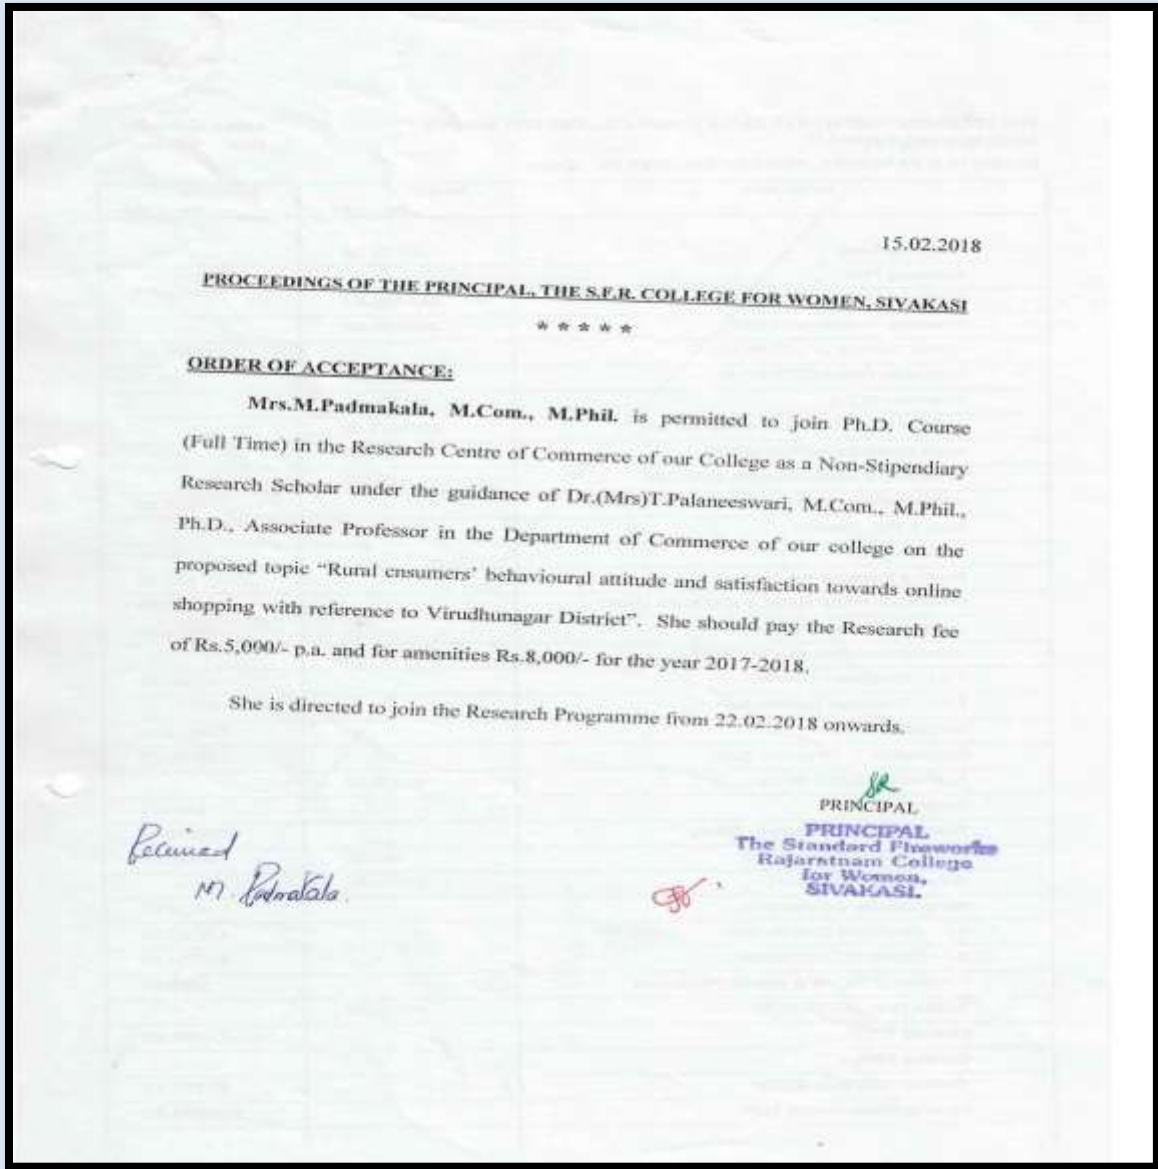 15.02.2018
PROCEEDINGS OF THE PRINCIPAL, THE S.F.R. COLLEGE FOR WOMEN, SIVAKASI
* * * * *
ORDER OF ACCEPTANCE:
Mrs.M.Padmakala, M.Com., M.Phil. is permitted to join Ph.D. Course
(Full Time) in the Research Centre of Commerce of our College as a Non-Stipendiary
Research Scholar under the guidance of Dr.(Mrs)T.Palaneeswari, M.Com., M.Phil.,
Ph.D., Associate Professor in the Department of Commerce of our college on the
proposed topic “Rural cnsumers’ behavioural attitude and satisfaction towards online
shopping with reference to Virudhunagar District”. She should pay the Research fee
of Rs.5,000/- p.a. and for amenities Rs.8,000/- for the year 2017-2018.
She is directed to join the Research Programme from 22.02.2018 onwards.
PRINCIPAL
PRINCIPAL
The Standard Fireworks
Rajaratnam College
for Women,
SIVAKASI.
Received
M. Padmakala.